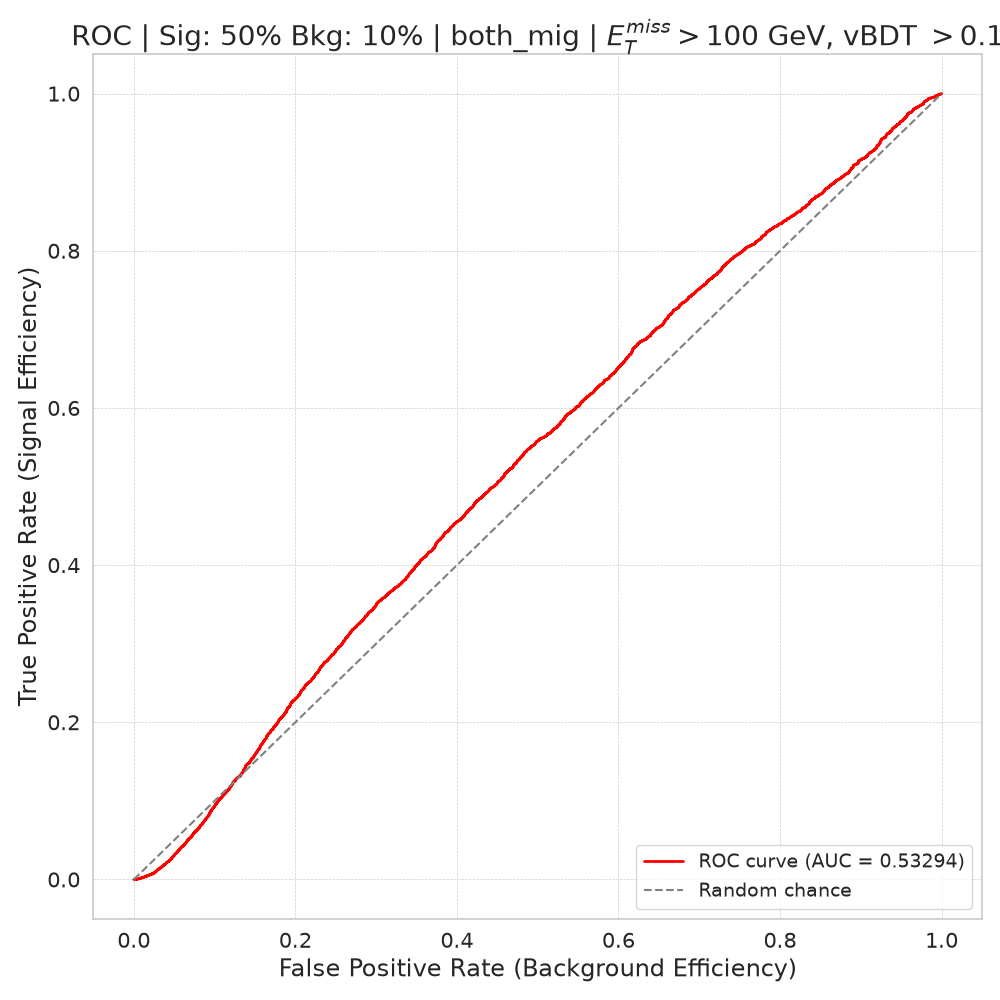 ROC | Sig: 50% Bkg: 10% | both_mig | $E_T^{miss}$ > 100 GeV, vBDT > 0.1
True Positive Rate (Signal Efficiency)
1.0
0.8
0.6
0.4
0.2
0.0
ROC curve (AUC = 0.53294)
Random chance
0.0 0.2 0.4 0.6 0.8 1.0
False Positive Rate (Background Efficiency)